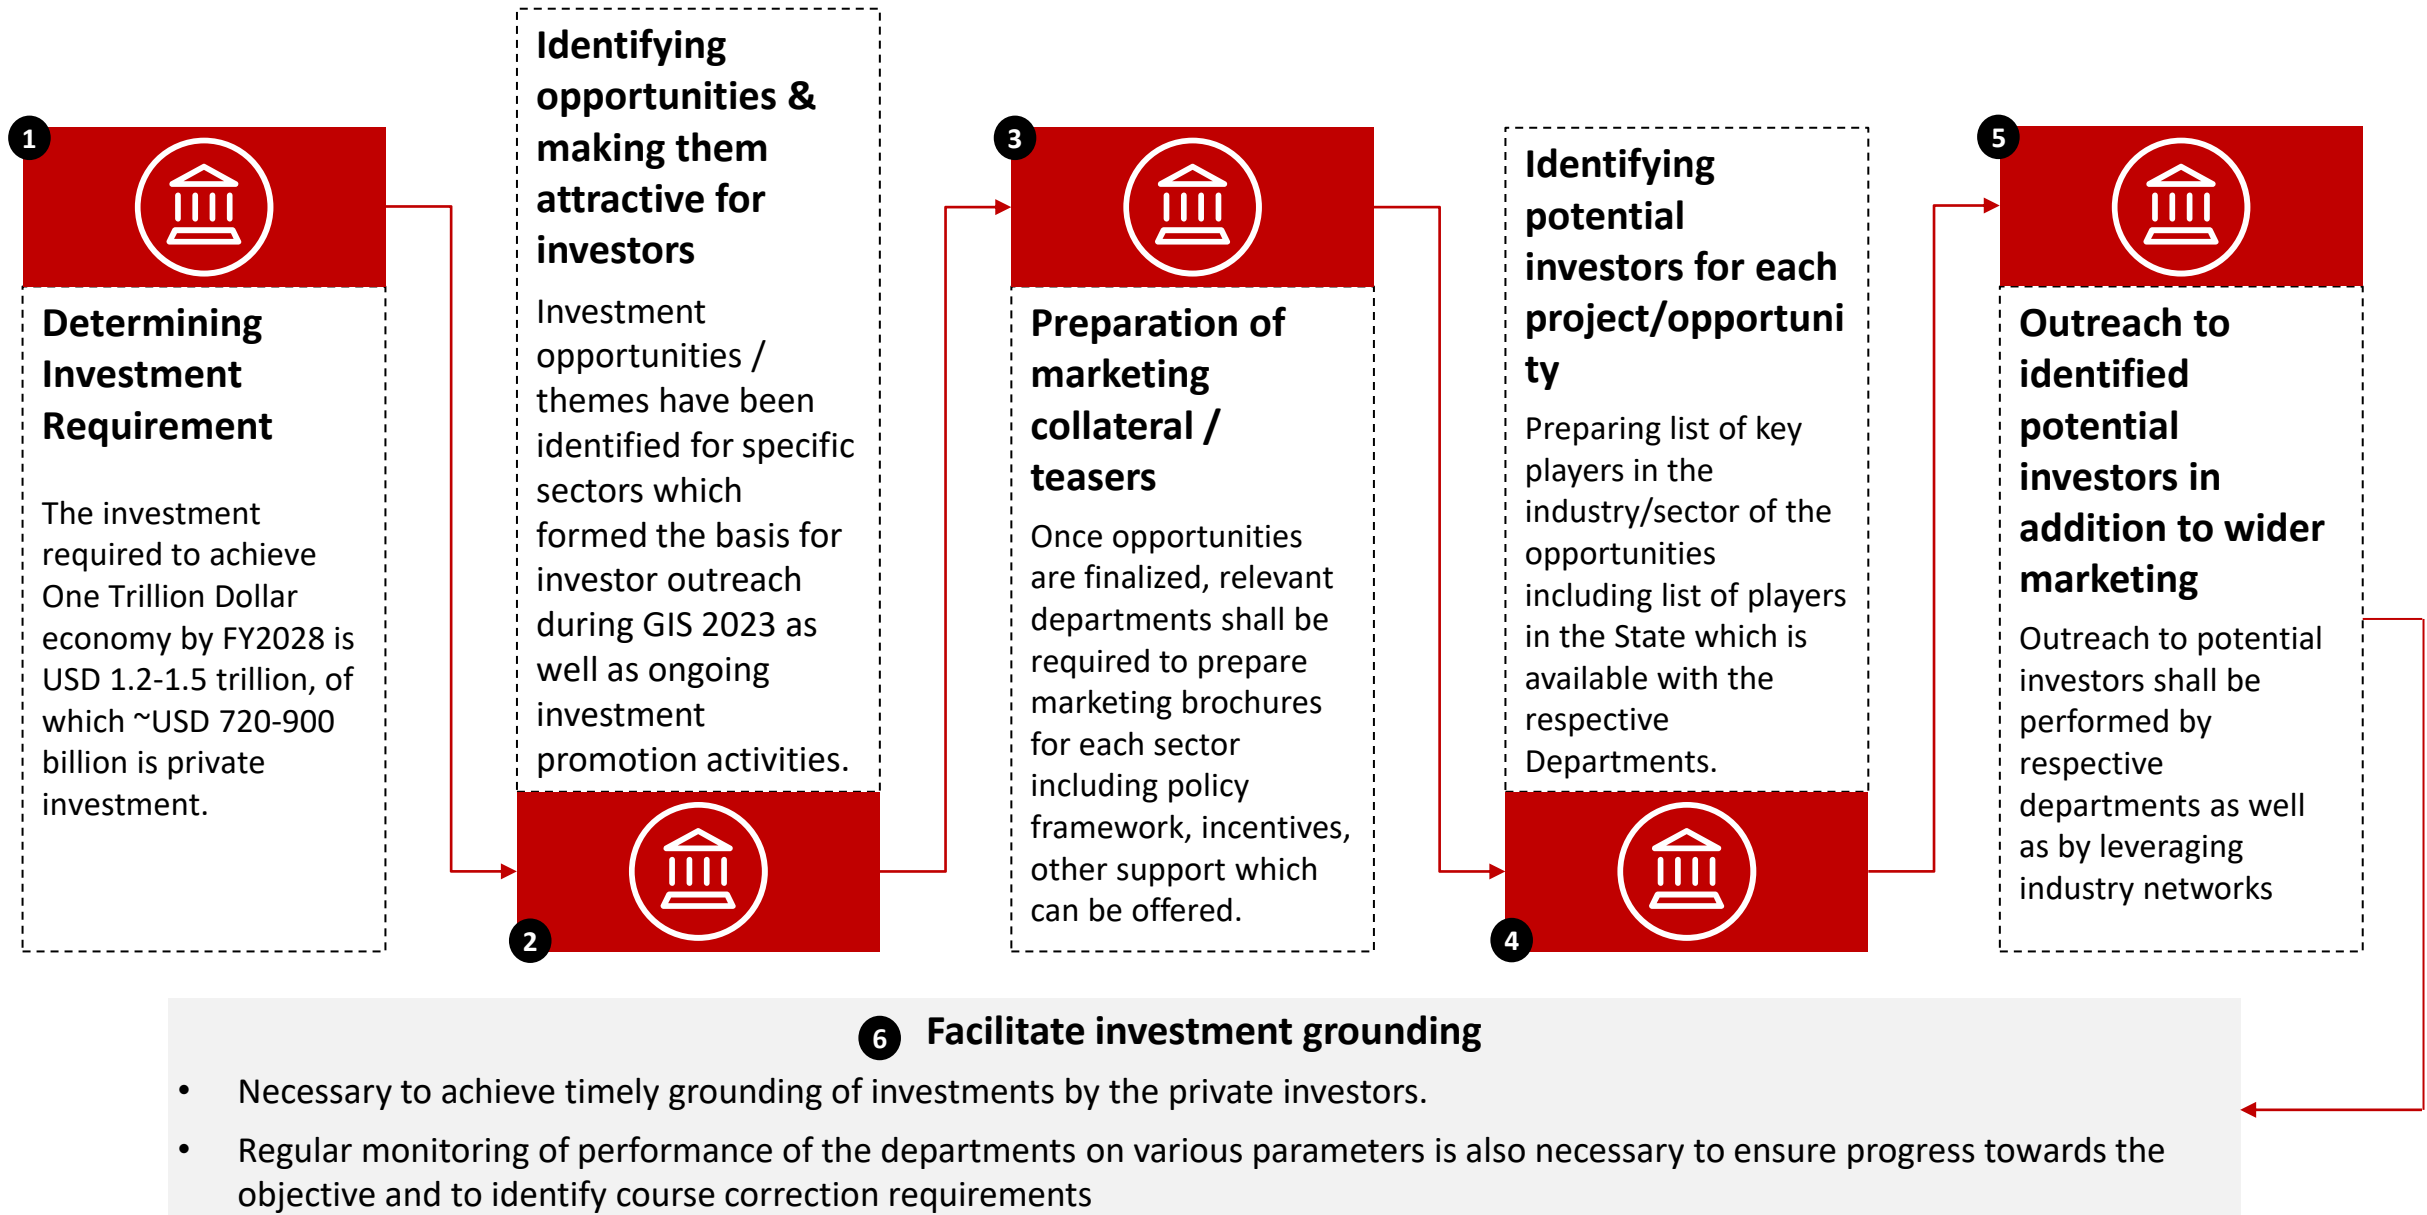 1
Determining
Investment
Requirement
The investment
required to achieve
One Trillion Dollar
economy by FY2028 is
USD 1.2-1.5 trillion, of
which ~USD 720-900
billion is private
investment.
Identifying
opportunities &
making them
attractive for
investors
Investment
opportunities /
themes have been
identified for specific
sectors which
formed the basis for
investor outreach
during GIS 2023 as
well as ongoing
investment
promotion activities.
2
3
Preparation of
marketing
collateral /
teasers
Once opportunities
are finalized, relevant
departments shall be
required to prepare
marketing brochures
for each sector
including policy
framework, incentives,
other support which
can be offered.
Identifying
potential
investors for each
project/opportuni
ty
Preparing list of key
players in the
industry/sector of the
opportunities
including list of players
in the State which is
available with the
respective
Departments.
4
5
Outreach to
identified
potential
investors in
addition to wider
marketing
Outreach to potential
investors shall be
performed by
respective
departments as well
as by leveraging
industry networks
6 Facilitate investment grounding
• Necessary to achieve timely grounding of investments by the private investors.
• Regular monitoring of performance of the departments on various parameters is also necessary to ensure progress towards the
objective and to identify course correction requirements